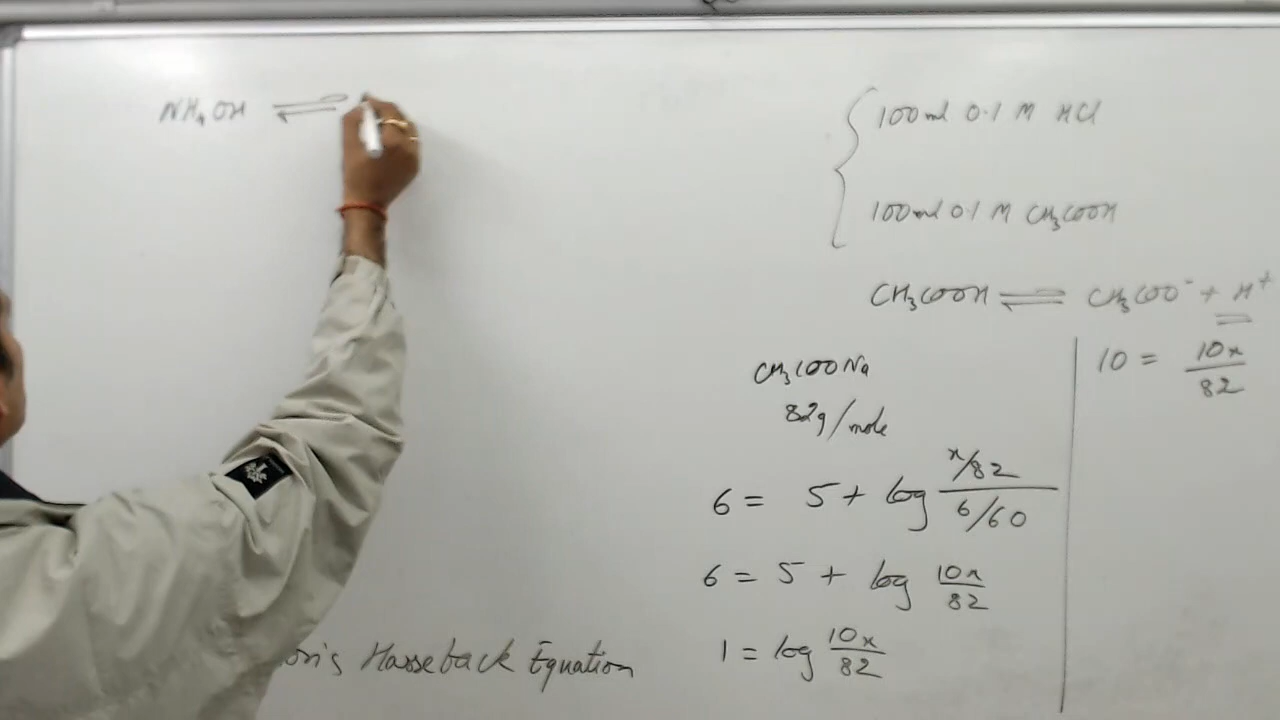 NH₄OH ⇌
100ml 0.1 M HCl
100ml 0.1 M CH₃COOH
CH₃COOH ⇌ CH₃COO⁻ + H⁺
CH₃COONa
82g/mole
6 = 5 + log (x/82)/(6/60)
6 = 5 + log 10x/82
1 = log 10x/82
10 = 10x/82
on's Hasseback Equation